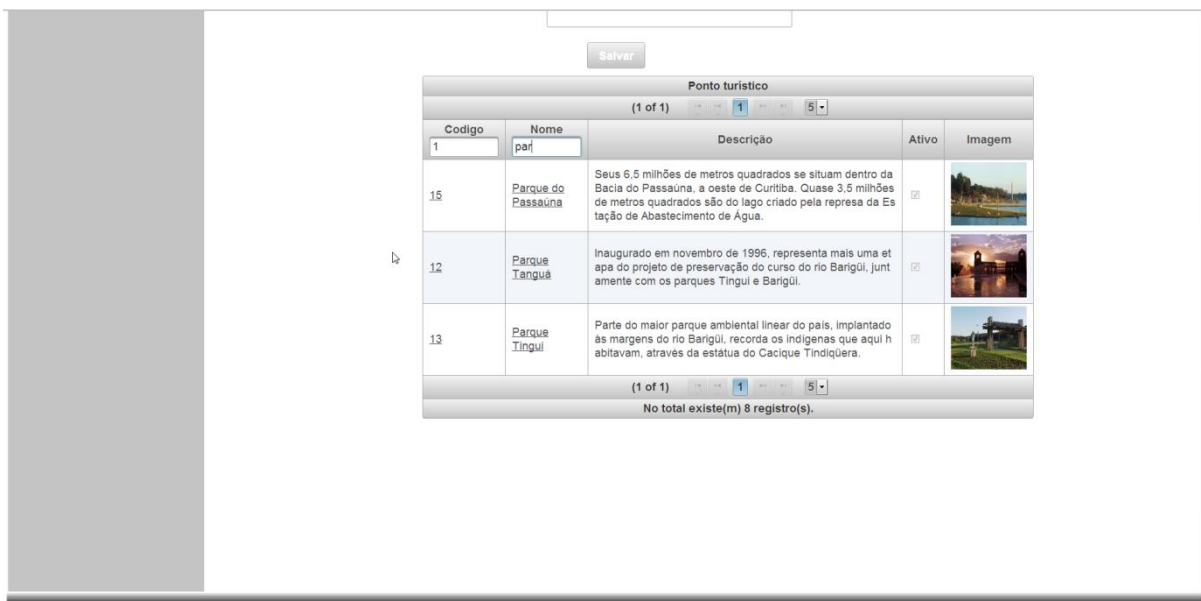 Salvar
Ponto turístico
(1 of 1) 1 5
Codigo Nome Descrição Ativo Imagem
1 par
15 Parque do Passaúna
Seus 6,5 milhões de metros quadrados se situam dentro da
Bacia do Passaúna, a oeste de Curitiba. Quase 3,5 milhões
de metros quadrados são do lago criado pela represa da Es
tação de Abastecimento de Água.
12 Parque Tanguá
Inaugurado em novembro de 1996, representa mais uma et
apa do projeto de preservação do curso do rio Barigüi, junt
amente com os parques Tingui e Barigüi.
13 Parque Tingui
Parte do maior parque ambiental linear do país, implantado
às margens do rio Barigüi, recorda os indígenas que aqui h
abitavam, através da estátua do Cacique Tindiqüera.
(1 of 1) 1 5
No total existe(m) 8 registro(s).